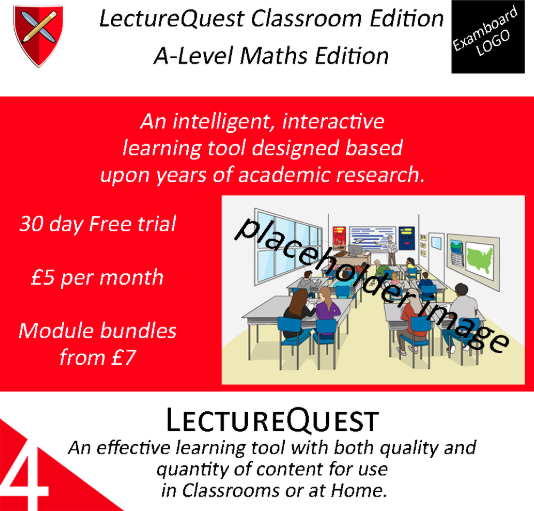 LectureQuest Classroom Edition
A-Level Maths Edition
Examboard
LOGO
An intelligent, interactive
learning tool designed based
upon years of academic research.
30 day Free trial
£5 per month
Module bundles
from £7
placeholder image
LECTUREQUEST
An effective learning tool with both quality and
quantity of content for use
in Classrooms or at Home.
4